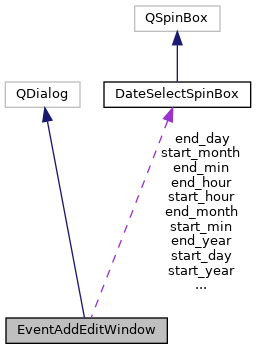 QSpinBox
QDialog
DateSelectSpinBox
end_day
start_month
end_min
end_hour
start_hour
end_month
start_min
end_year
start_day
start_year
...
EventAddEditWindow